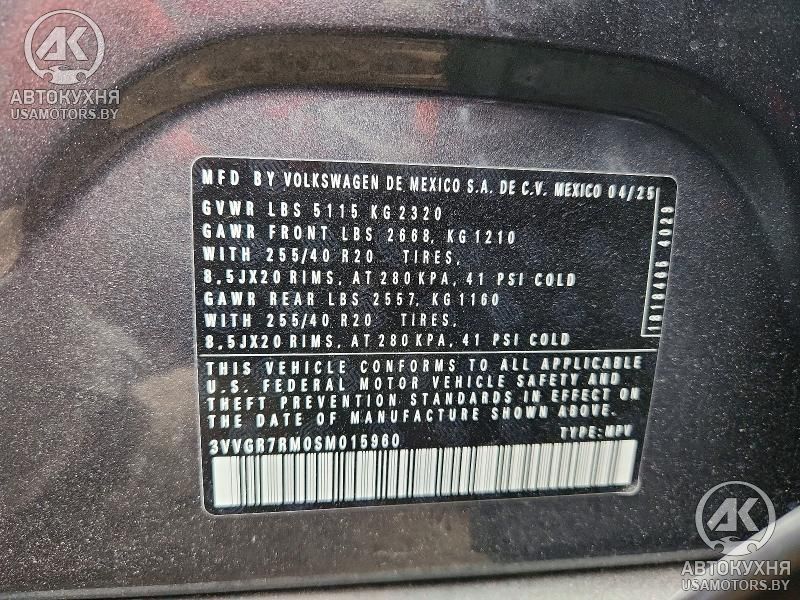 AK
АВТОКУХНЯ
USAMOTORS.BY
MFD BY VOLKSWAGEN DE MEXICO S.A. DE C.V. MEXICO 04/25
GVWR LBS 5115 KG 2320
GAWR FRONT LBS 2668, KG 1210
WITH 255/40 R20 TIRES,
8,5JX20 RIMS, AT 280 KPA, 41 PSI COLD
GAWR REAR LBS 2557, KG 1160
WITH 255/40 R20 TIRES,
8,5JX20 RIMS, AT 280 KPA, 41 PSI COLD
1818466 4029
THIS VEHICLE CONFORMS TO ALL APPLICABLE
U.S. FEDERAL MOTOR VEHICLE SAFETY AND
THEFT PREVENTION STANDARDS IN EFFECT ON
THE DATE OF MANUFACTURE SHOWN ABOVE.
3VVGR7RM0SM015960 TYPE:MPV
AK
АВТОКУХНЯ
USAMOTORS.BY